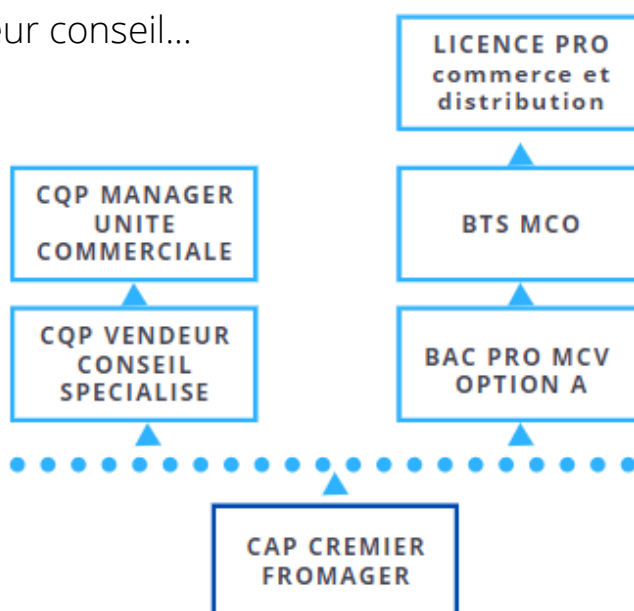 eur conseil...
LICENCE PRO
commerce et
distribution
CQP MANAGER
UNITE
COMMERCIALE
BTS MCO
CQP VENDEUR
CONSEIL
SPECIALISE
BAC PRO MCV
OPTION A
CAP CREMIER
FROMAGER